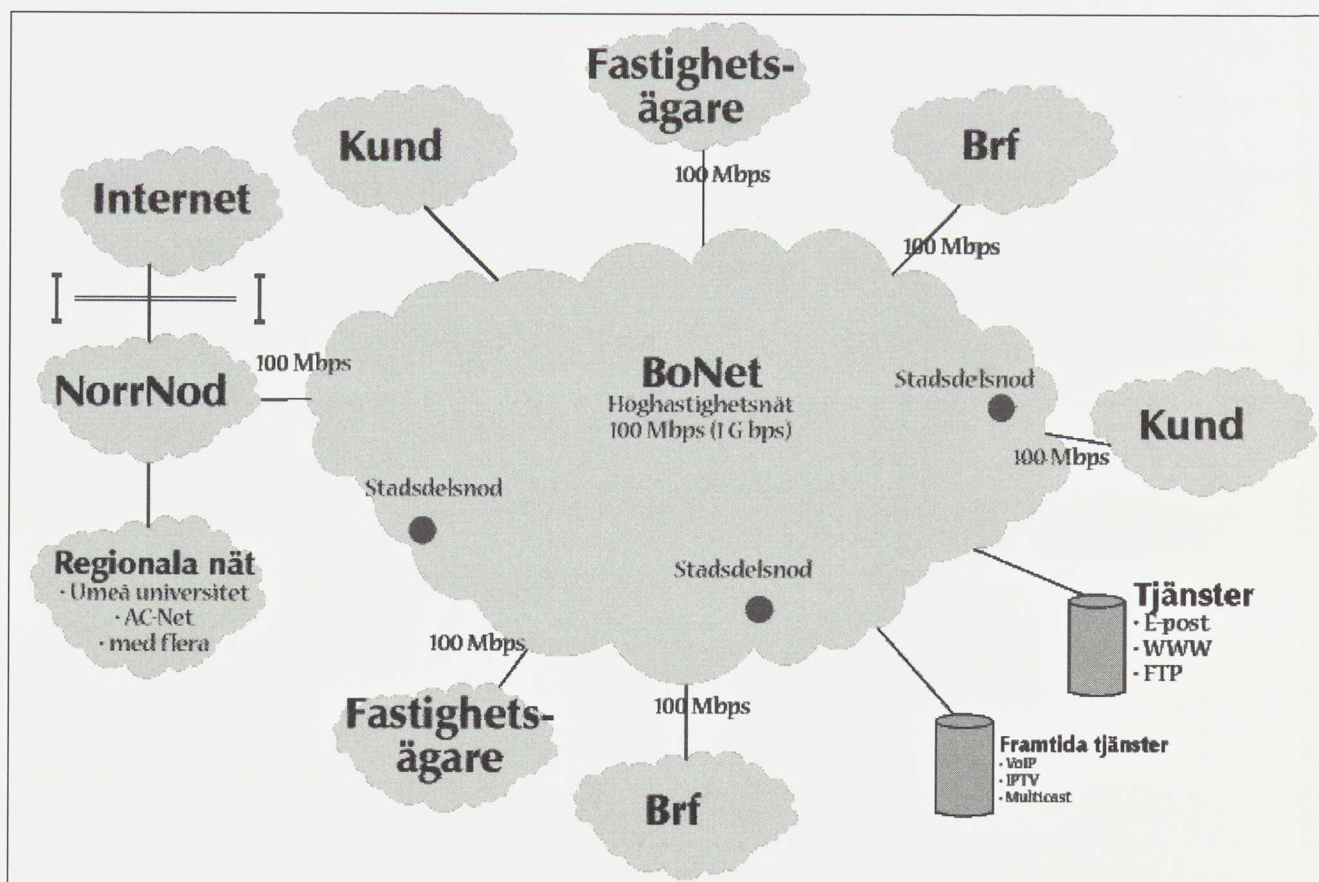 Fastighets-
ägare
100 Mbps
Kund
Brf
100 Mbps
Internet
NorrNod
100 Mbps
BoNet
Hoghastighetsnät
100 Mbps (1 G bps)
Stadsdelsnod
Kund
100 Mbps
Stadsdelsnod
Stadsdelsnod
Regionala nät
· Umeå universitet
· AC-Net
· med flera
Tjänster
· E-post
· WWW
· FTP
100 Mbps
Fastighets-
ägare
100 Mbps
Brf
Framtida tjänster
· VoIP
· IPTV
· Multicast